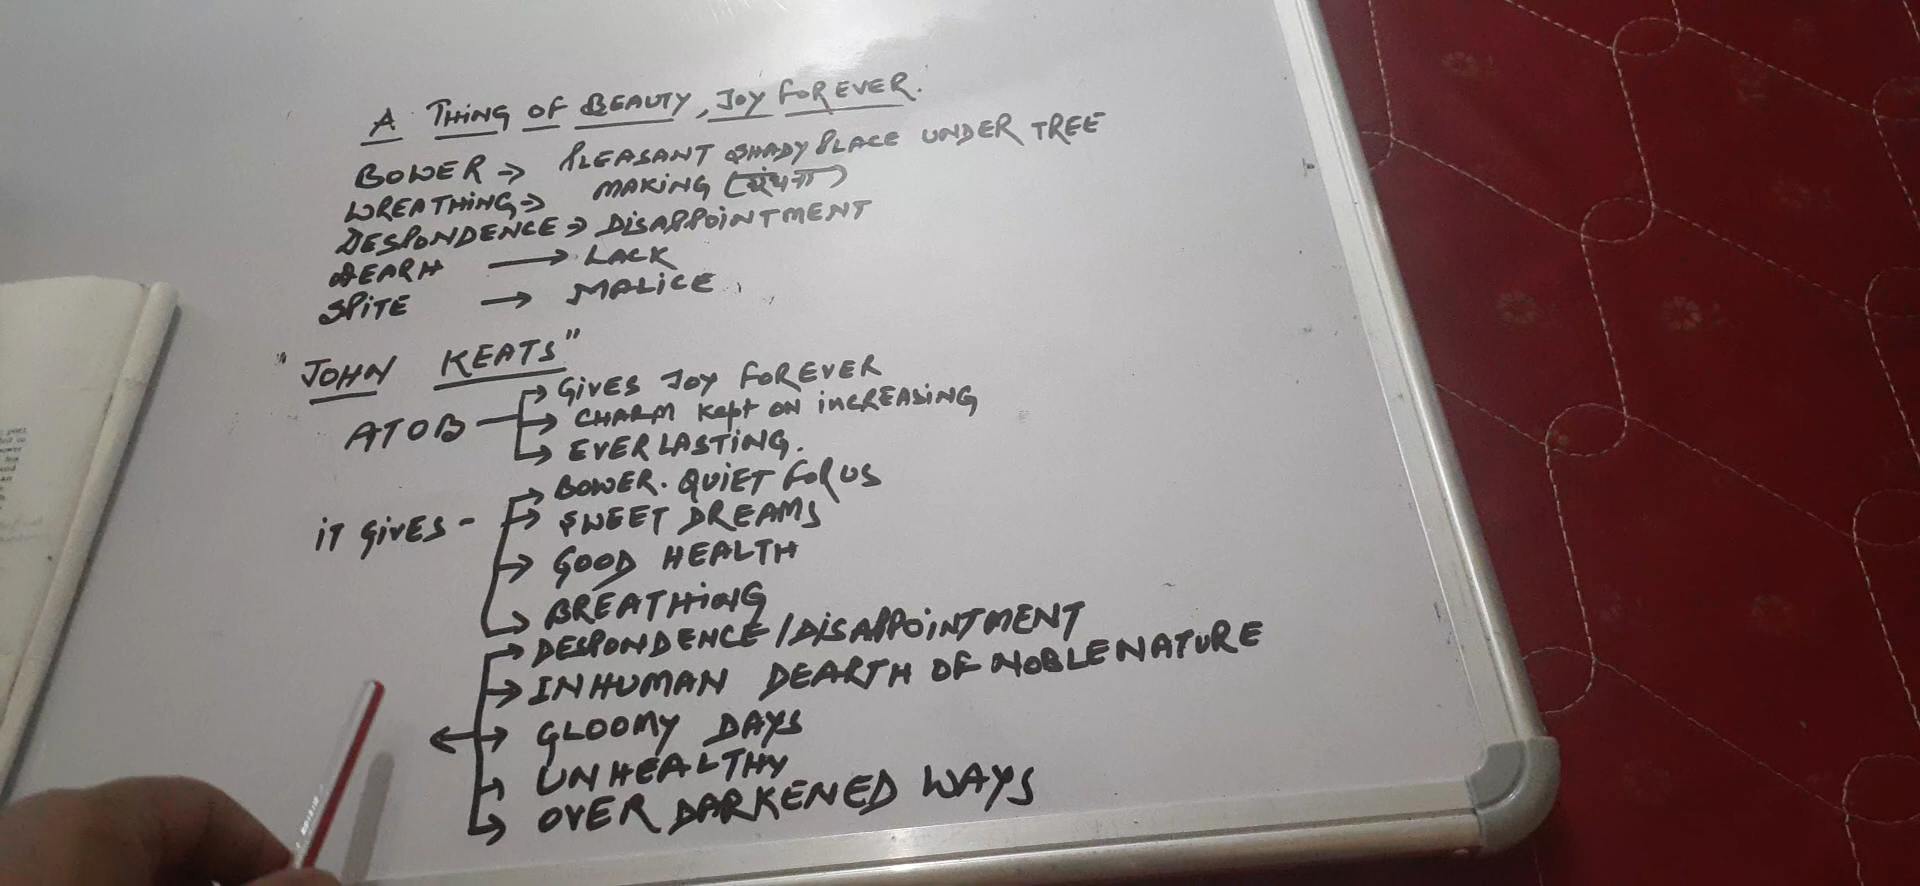 A THING OF BEAUTY, JOY FOREVER.
BOWER → PLEASANT SHADY PLACE UNDER TREE
WREATHING → MAKING
DESPONDENCE → DISAPPOINTMENT
DEARH → LACK
SPITE → MALICE
"JOHN KEATS"
ATOB → GIVES JOY FOREVER
→ CHARM Kept ON INCREASING
→ EVERLASTING.
IT GIVES - → BOWER. QUIET FOR US
→ SWEET DREAMS
→ GOOD HEALTH
→ BREATHING
→ DESPONDENCE / DISAPPOINTMENT
→ INHUMAN DEARTH OF NOBLE NATURE
← → GLOOMY DAYS
→ UNHEALTHY
→ OVER DARKENED WAYS